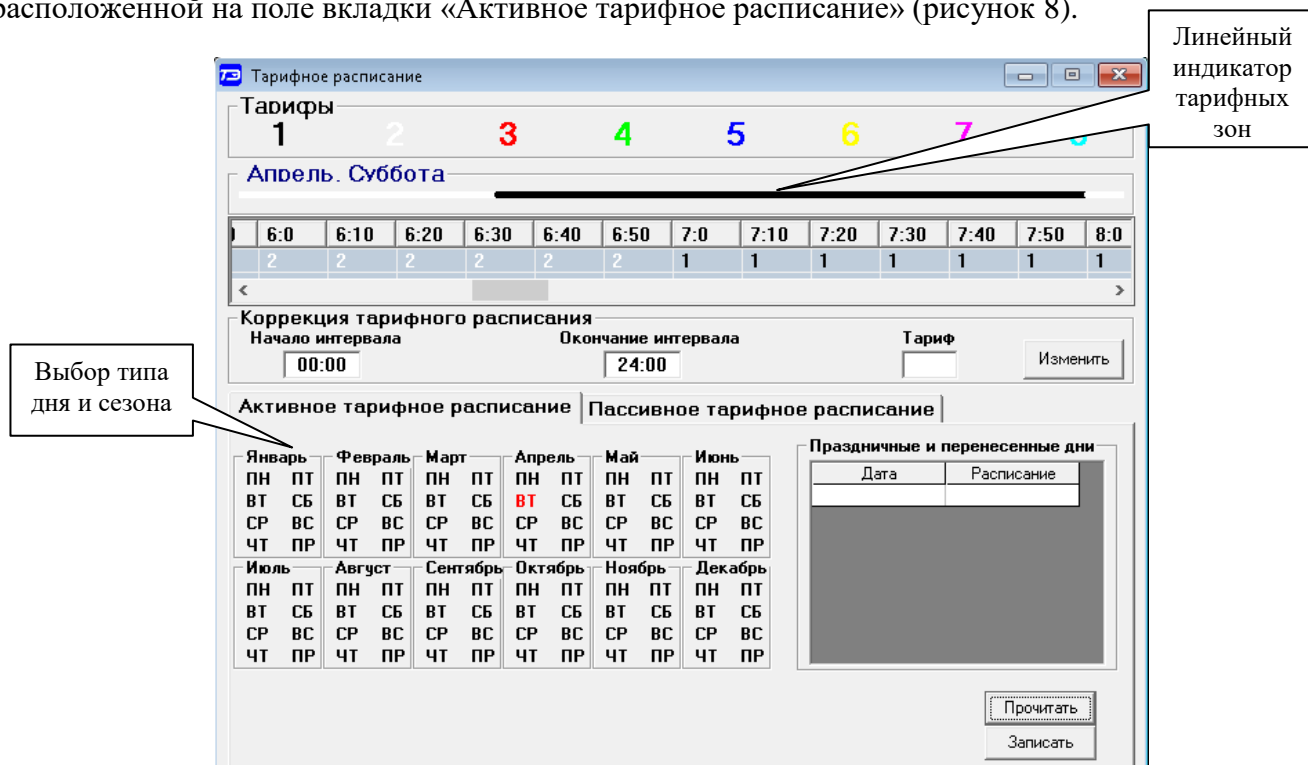 расположенной на поле вкладки «Активное тарифное расписание» (рисунок 8).
Линейный
индикатор
тарифных
зон
Тарифное расписание
Тарифы
1 2 3 4 5 6 7
Апрель. Суббота
6:0 6:10 6:20 6:30 6:40 6:50 7:0 7:10 7:20 7:30 7:40 7:50 8:0
2 2 2 2 2 2 1 1 1 1 1 1 1
Коррекция тарифного расписания
Начало интервала Окончание интервала Тариф
00:00 24:00 Изменить
Выбор типа
дня и сезона
Активное тарифное расписание Пассивное тарифное расписание
Январь Февраль Март Апрель Май Июнь
ПН ПТ ПН ПТ ПН ПТ ПН ПТ ПН ПТ ПН ПТ
ВТ СБ ВТ СБ ВТ СБ ВТ СБ ВТ СБ ВТ СБ
СР ВС СР ВС СР ВС СР ВС СР ВС СР ВС
ЧТ ПР ЧТ ПР ЧТ ПР ЧТ ПР ЧТ ПР ЧТ ПР
Июль Август Сентябрь Октябрь Ноябрь Декабрь
ПН ПТ ПН ПТ ПН ПТ ПН ПТ ПН ПТ ПН ПТ
ВТ СБ ВТ СБ ВТ СБ ВТ СБ ВТ СБ ВТ СБ
СР ВС СР ВС СР ВС СР ВС СР ВС СР ВС
ЧТ ПР ЧТ ПР ЧТ ПР ЧТ ПР ЧТ ПР ЧТ ПР
Праздничные и перенесенные дни
Дата Расписание
Прочитать
Записать